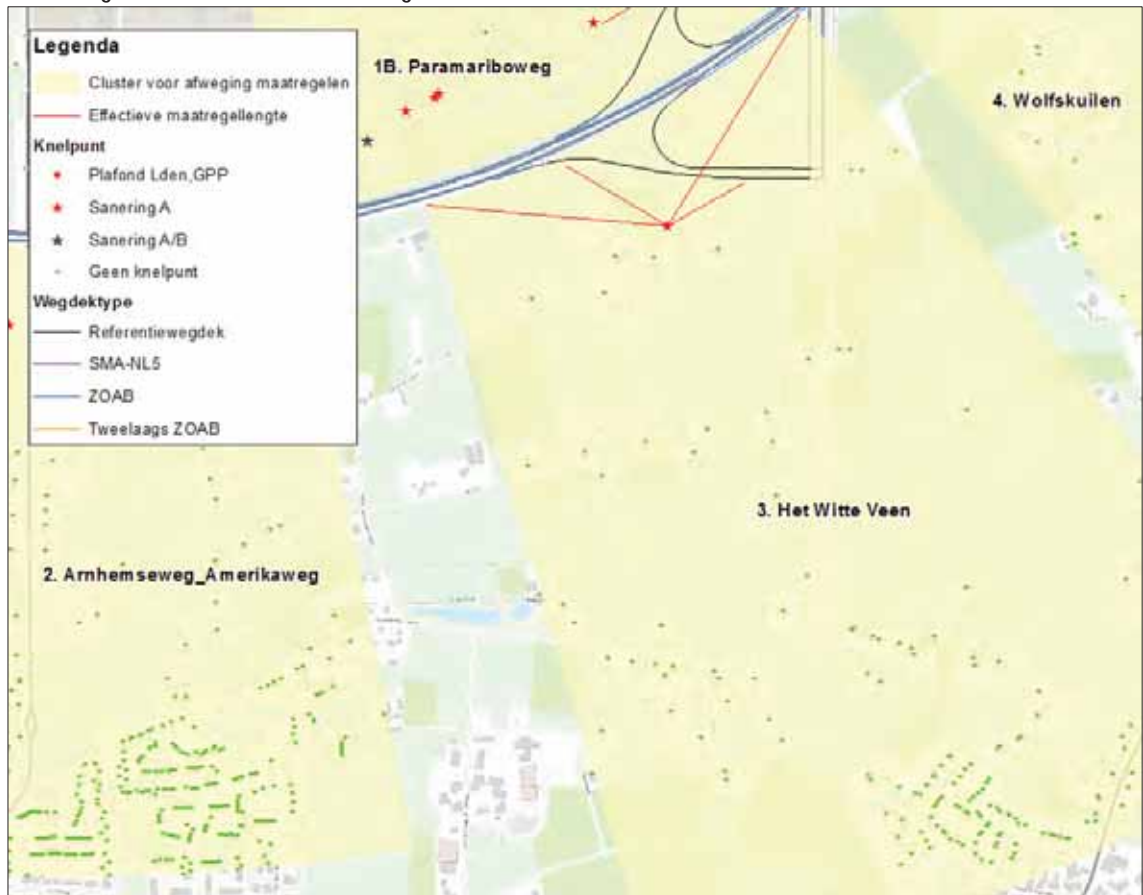 Legenda
Cluster voor afweging maatregelen
Effectieve maatregellengte
Knelpunt
Plafond Lden,GPP
Sanering A
Sanering A/B
Geen knelpunt
Wegdektype
Referentiewegdek
SMA-NL5
ZOAB
Tweelaags ZOAB
1B. Paramariboweg
4. Wolfskuilen
3. Het Witte Veen
2. Arnhemseweg_Amerikaweg